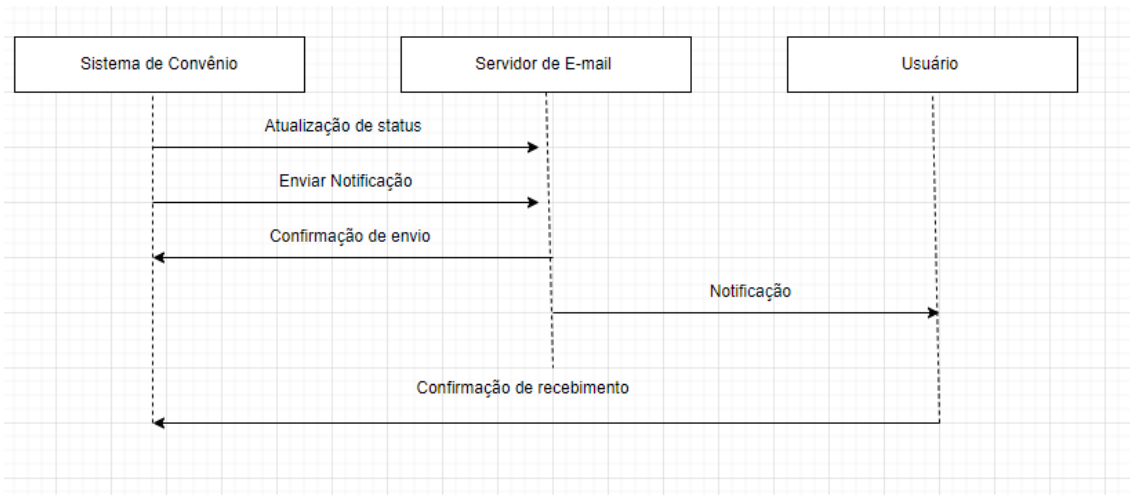 Sistema de Convênio
Servidor de E-mail
Usuário
Atualização de status
Enviar Notificação
Confirmação de envio
Notificação
Confirmação de recebimento